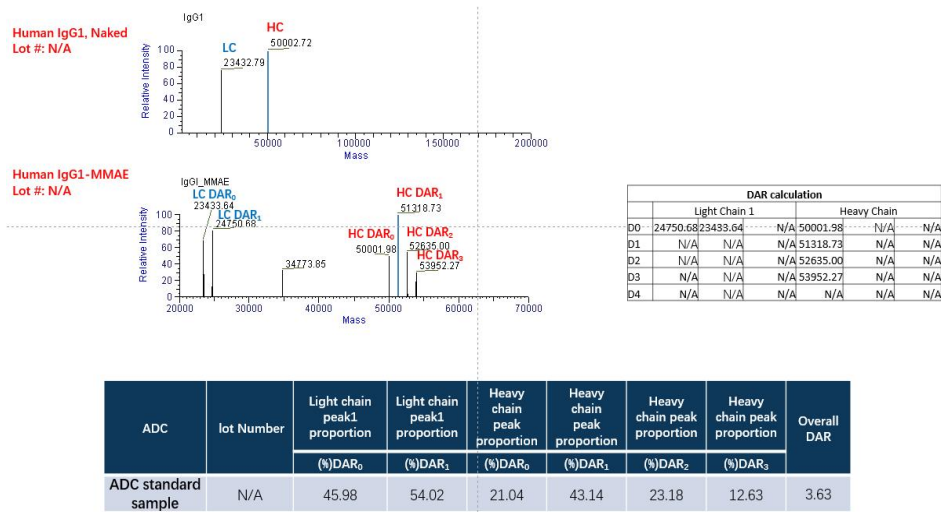 Human IgG1, Naked
Lot #: N/A
IgG1
HC
50002.72
LC
23432.79
Relative Intensity
100
80
60
40
20
0
50000
100000
150000
200000
Mass
Human IgG1-MMAE
Lot #: N/A
IgGI_MMAE
LC DAR₀
23433.64
LC DAR₁
24750.68
34773.85
HC DAR₀
50001.98
HC DAR₁
51318.73
HC DAR₂
52635.00
HC DAR₃
53952.27
Relative Intensity
100
80
60
40
20
0
20000
30000
40000
50000
60000
70000
Mass
DAR calculation
Light Chain 1 Heavy Chain
D0 24750.68 23433.64 N/A 50001.98 N/A N/A
D1 N/A N/A N/A 51318.73 N/A N/A
D2 N/A N/A N/A 52635.00 N/A N/A
D3 N/A N/A N/A 53952.27 N/A N/A
D4 N/A N/A N/A N/A N/A N/A
ADC
lot Number
Light chain
peak1
proportion
Light chain
peak1
proportion
Heavy
chain
peak
proportion
Heavy
chain
peak
proportion
Heavy
chain peak
proportion
Heavy
chain peak
proportion
Overall
DAR
(%)DAR₀ (%)DAR₁ (%)DAR₀ (%)DAR₁ (%)DAR₂ (%)DAR₃
ADC standard
sample
N/A 45.98 54.02 21.04 43.14 23.18 12.63 3.63